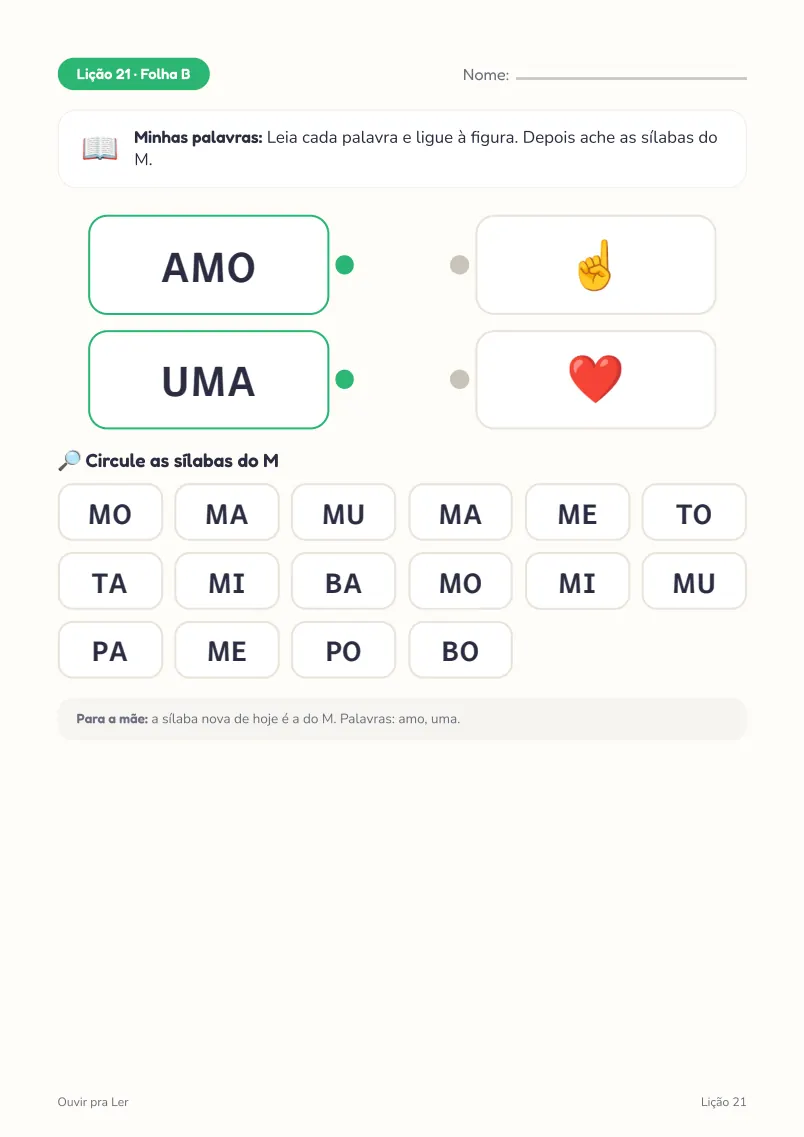 Lição 21 · Folha B
Nome:
Minhas palavras: Leia cada palavra e ligue à figura. Depois ache as sílabas do
M.
AMO
UMA
Circule as sílabas do M
MO MA MU MA ME TO
TA MI BA MO MI MU
PA ME PO BO
Para a mãe: a sílaba nova de hoje é a do M. Palavras: amo, uma.
Ouvir pra Ler Lição 21